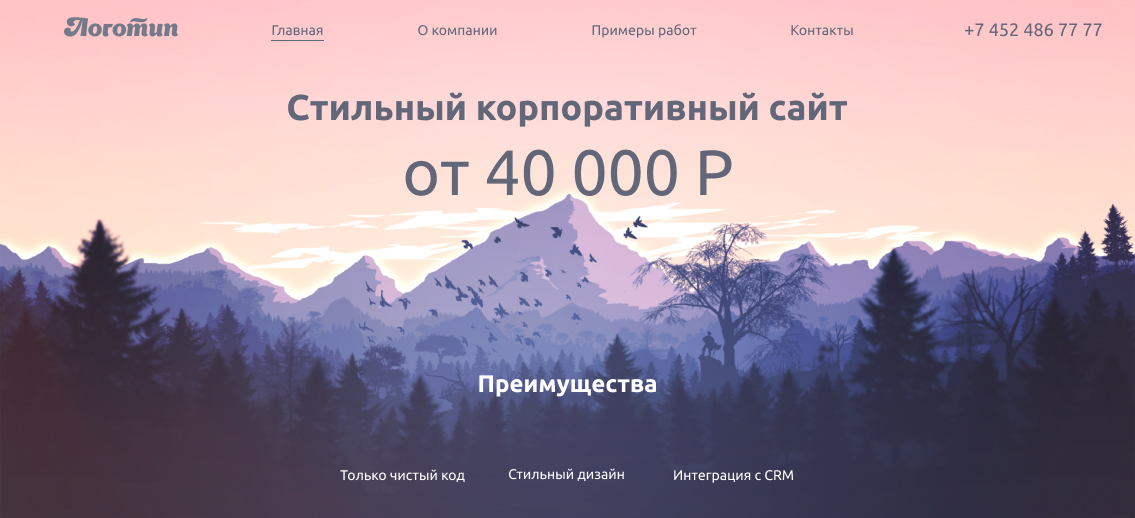 Логотип
Главная
О компании
Примеры работ
Контакты
+7 452 486 77 77
Стильный корпоративный сайт
от 40 000 Р
Преимущества
Только чистый код
Стильный дизайн
Интеграция с CRM